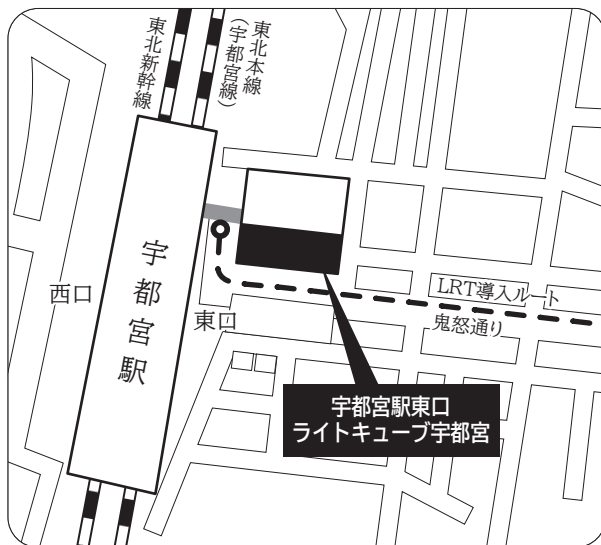 東北新幹線
東北本線
(宇都宮線)
宇都宮駅
西口
東口
LRT導入ルート
鬼怒通り
宇都宮駅東口
ライトキューブ宇都宮